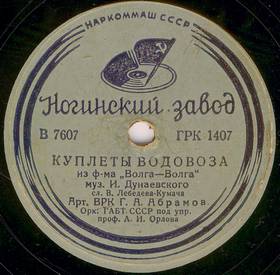 НАРКОММАШ СССР
Ногинский завод
В 7607 ГРК 1407
КУПЛЕТЫ ВОДОВОЗА
из ф-ма „Волга—Волга"
муз. И. Дунаевского
сл. В. Лебедева-Кумача
Арт. ВРК Г. А. Абрамов.
Орк. ГАБТ СССР под упр.
проф. А. И. Орлова